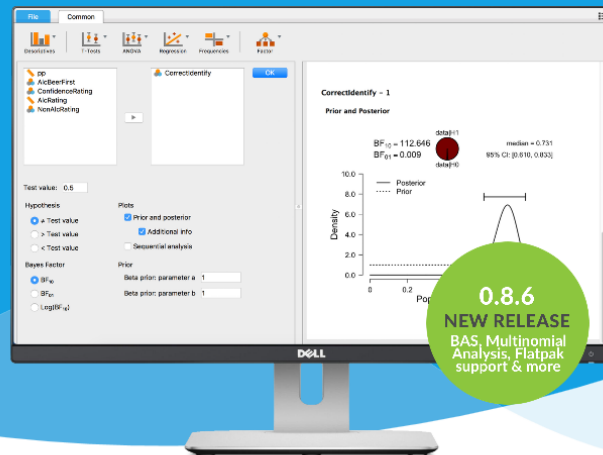 File
Common
Descriptives
T-Tests
ANOVA
Regression
Frequencies
Factor
pp
AlcBeerFirst
ConfidenceRating
AlcRating
NonAlcRating
CorrectIdentify
OK
Test value: 0.5
Hypothesis
≠ Test value
> Test value
< Test value
Plots
Prior and posterior
Additional info
Sequential analysis
Bayes Factor
BF₁₀
BF₀₁
Log(BF₁₀)
Prior
Beta prior: parameter a 1
Beta prior: parameter b 1
CorrectIdentify – 1
Prior and Posterior
data|H1
BF₁₀ = 112.646
BF₀₁ = 0.009
data|H0
median = 0.731
95% CI: [0.610, 0.833]
Posterior
Prior
10.0
8.0
6.0
4.0
2.0
0.0
Density
0
0.2
DELL
0.8.6
NEW RELEASE
BAS, Multinomial
Analysis, Flatpak
support & more